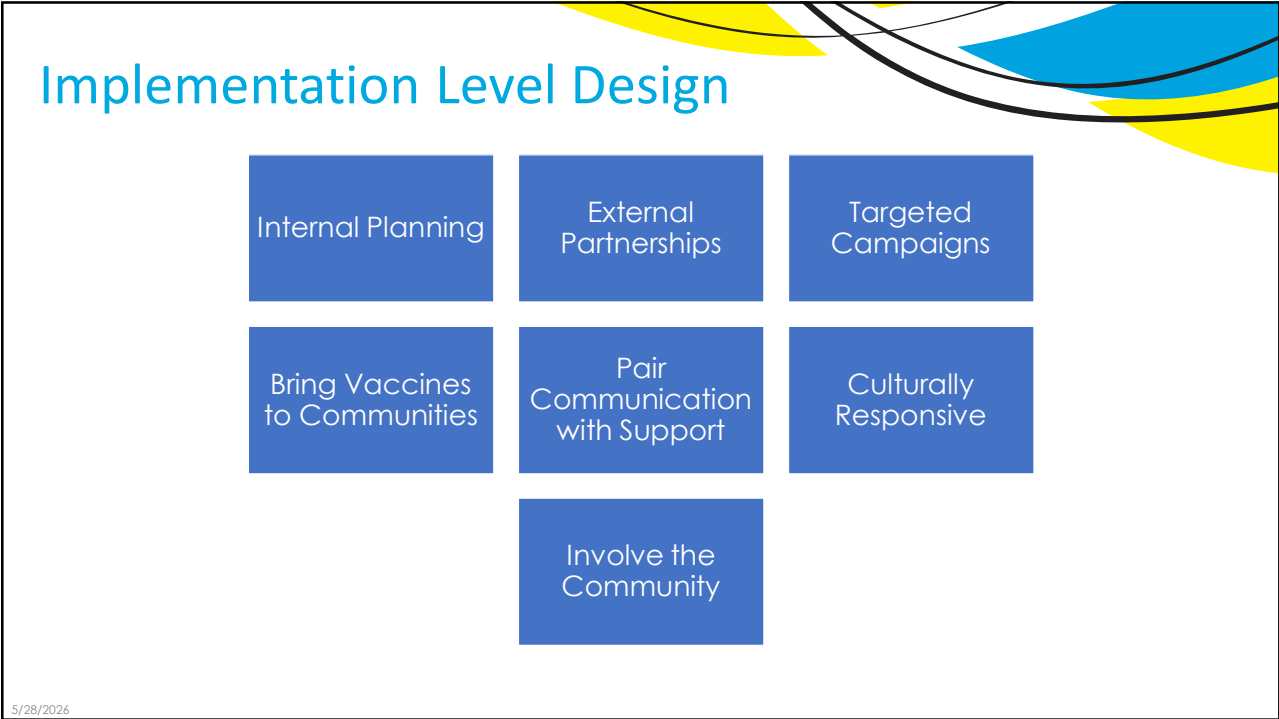 Implementation Level Design
Internal Planning
External
Partnerships
Targeted
Campaigns
Bring Vaccines
to Communities
Pair
Communication
with Support
Culturally
Responsive
Involve the
Community
5/28/2026